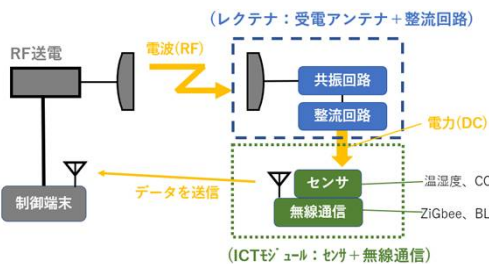 (レクテナ：受電アンテナ＋整流回路)
RF送電
電波(RF)
共振回路
整流回路
電力(DC)
センサ
温湿度、CO
制御端末
データを送信
無線通信
ZiGbee、BL
(ICTﾓｼﾞｭｰﾙ：ｾﾝｻ＋無線通信)